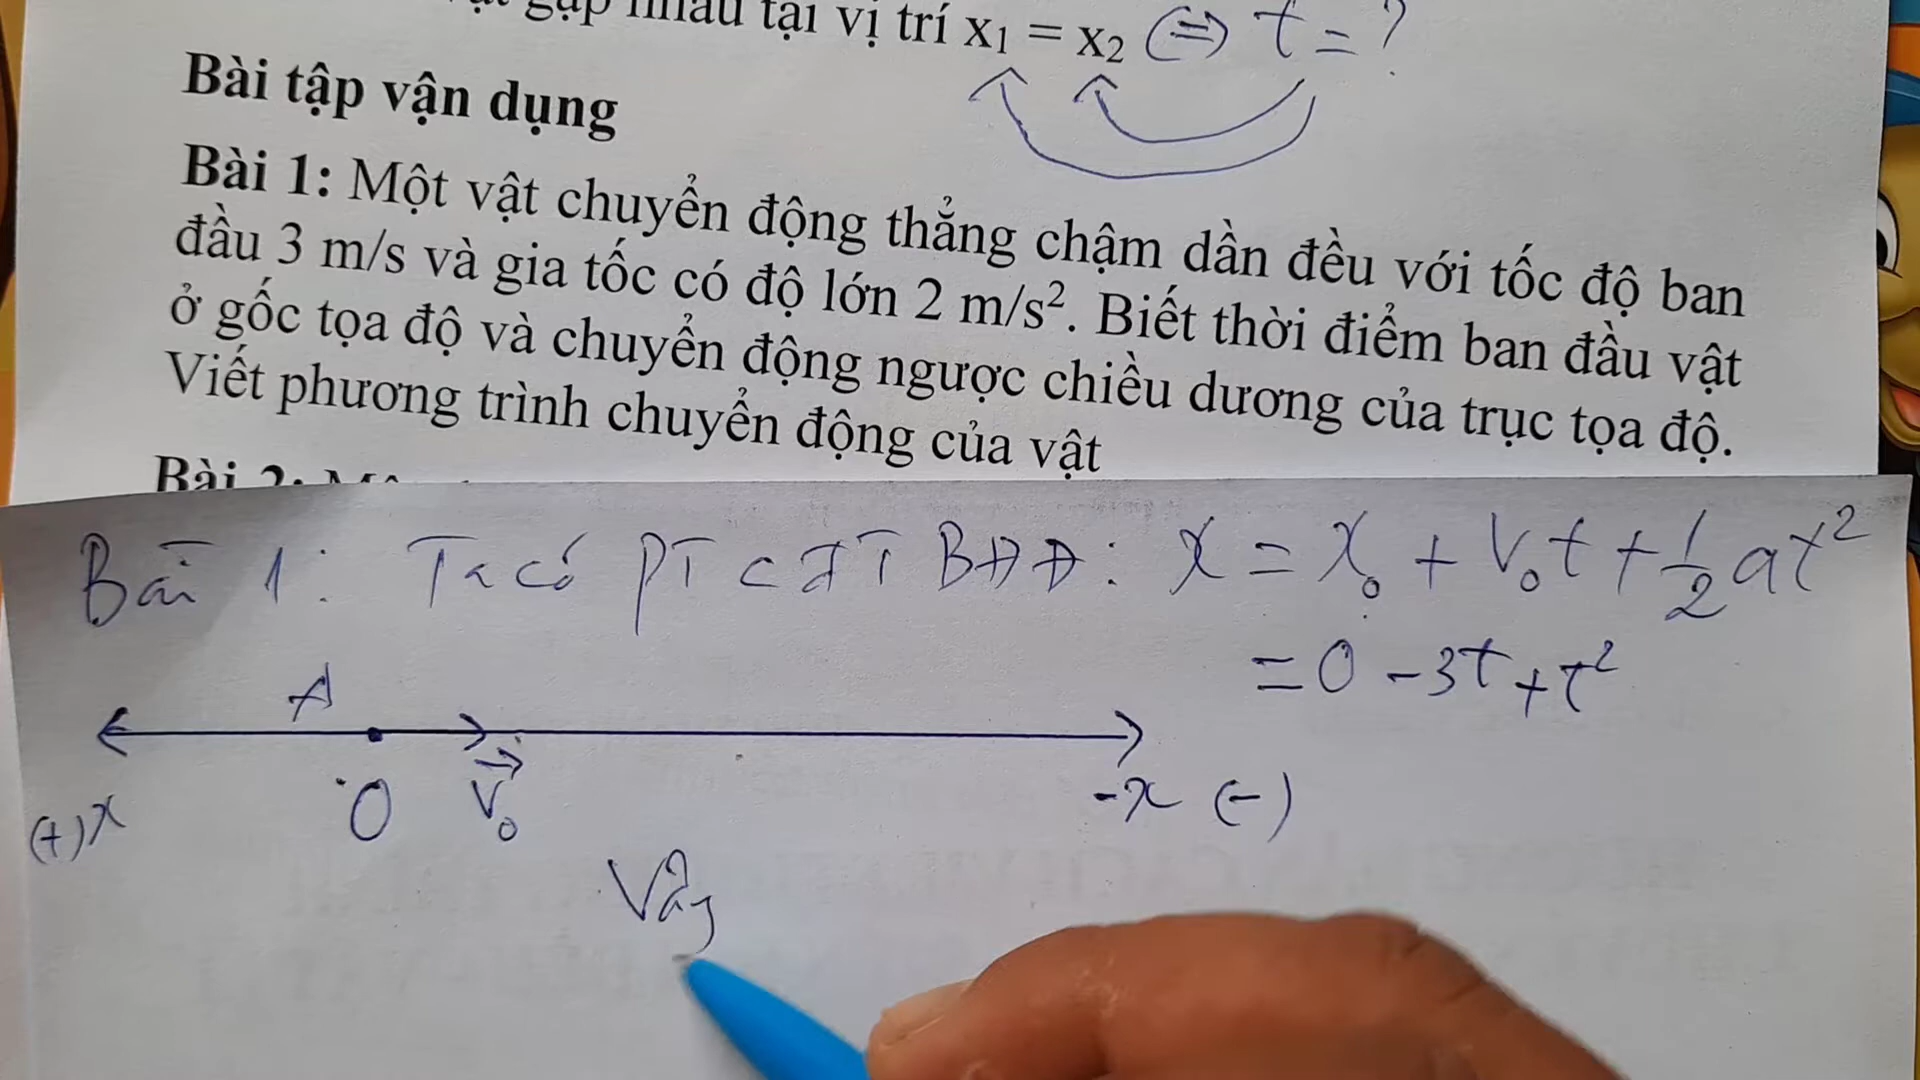 gặp nhau tại vị trí x₁ = x₂ (⇔) t = ?
Bài tập vận dụng
Bài 1: Một vật chuyển động thẳng chậm dần đều với tốc độ ban
đầu 3 m/s và gia tốc có độ lớn 2 m/s². Biết thời điểm ban đầu vật
ở gốc tọa độ và chuyển động ngược chiều dương của trục tọa độ.
Viết phương trình chuyển động của vật
Bài 2:
Bài 1: Ta có PT CĐT BĐĐ: x = x₀ + v₀t + 1/2 at²
= 0 - 3t + t²
A
(+)x O v₀ -x (-)
Vậy